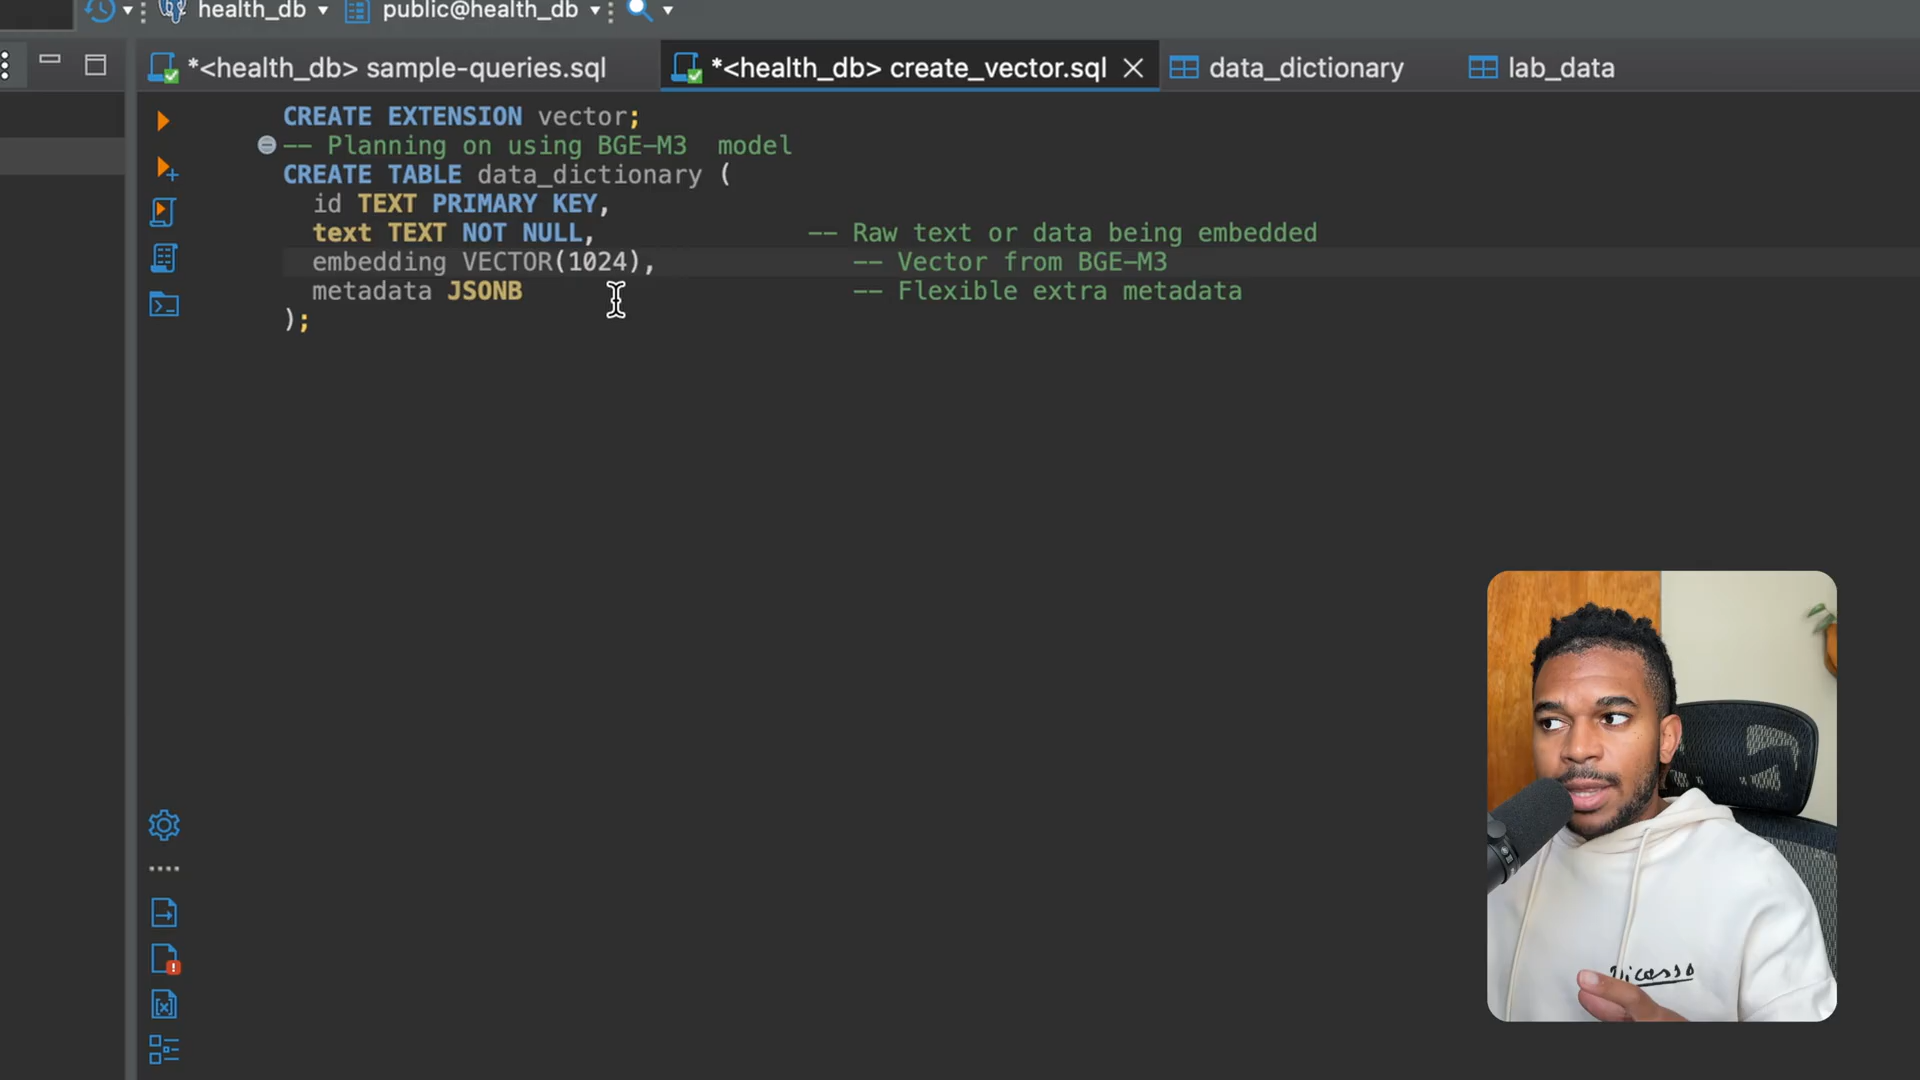 health_db public@health_db
*<health_db> sample-queries.sql *<health_db> create_vector.sql data_dictionary lab_data
CREATE EXTENSION vector;
-- Planning on using BGE-M3  model
CREATE TABLE data_dictionary (
id TEXT PRIMARY KEY,
text TEXT NOT NULL, -- Raw text or data being embedded
embedding VECTOR(1024), -- Vector from BGE-M3
metadata JSONB -- Flexible extra metadata
);
Picasso